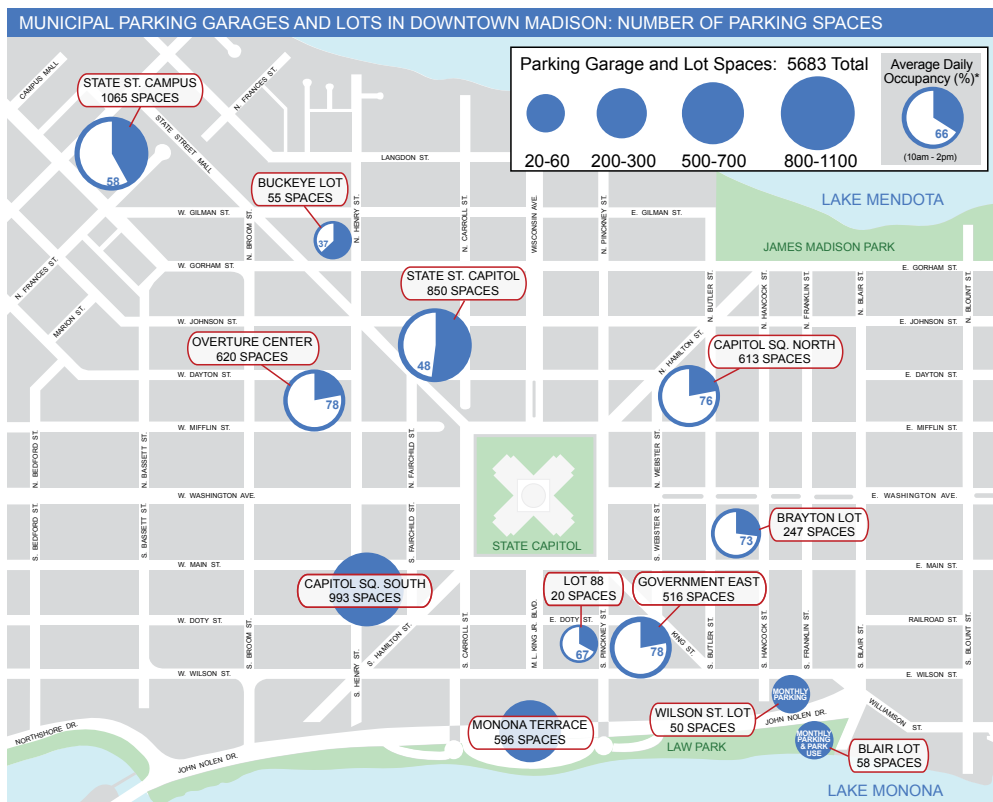 MUNICIPAL PARKING GARAGES AND LOTS IN DOWNTOWN MADISON: NUMBER OF PARKING SPACES
Parking Garage and Lot Spaces: 5683 Total
20-60
200-300
500-700
800-1100
Average Daily
Occupancy (%)*
66
(10am - 2pm)
CAMPUS MALL
STATE ST. CAMPUS
1065 SPACES
58
N. FRANCES ST.
STATE STREET MALL
LANGDON ST.
BUCKEYE LOT
55 SPACES
37
N. HENRY ST.
N. BROOM ST.
N. CARROLL ST.
WISCONSIN AVE.
N. PINCKNEY ST.
W. GILMAN ST.
E. GILMAN ST.
LAKE MENDOTA
JAMES MADISON PARK
W. GORHAM ST.
E. GORHAM ST.
N. FRANCES ST.
MARION ST.
STATE ST. CAPITOL
850 SPACES
48
N. BUTLER ST.
N. HANCOCK ST.
N. FRANKLIN ST.
N. BLAIR ST.
N. BLOUNT ST.
W. JOHNSON ST.
E. JOHNSON ST.
OVERTURE CENTER
620 SPACES
78
N. HAMILTON ST.
CAPITOL SQ. NORTH
613 SPACES
76
W. DAYTON ST.
E. DAYTON ST.
W. MIFFLIN ST.
E. MIFFLIN ST.
N. BEDFORD ST.
N. BASSETT ST.
N. FAIRCHILD ST.
N. WEBSTER ST.
W. WASHINGTON AVE.
E. WASHINGTON AVE.
S. BEDFORD ST.
S. BASSETT ST.
S. FAIRCHILD ST.
STATE CAPITOL
S. WEBSTER ST.
BRAYTON LOT
247 SPACES
73
W. MAIN ST.
E. MAIN ST.
CAPITOL SQ. SOUTH
993 SPACES
LOT 88
20 SPACES
67
GOVERNMENT EAST
516 SPACES
78
W. DOTY ST.
E. DOTY ST.
RAILROAD ST.
S. BROOM ST.
S. HENRY ST.
S. HAMILTON ST.
S. CARROLL ST.
M. L. KING JR. BLVD.
S. PINCKNEY ST.
KING ST.
S. BUTLER ST.
S. HANCOCK ST.
S. FRANKLIN ST.
S. BLAIR ST.
S. BLOUNT ST.
W. WILSON ST.
E. WILSON ST.
MONTHLY
PARKING
WILSON ST. LOT
50 SPACES
JOHN NOLEN DR.
WILLIAMSON ST.
MONONA TERRACE
596 SPACES
LAW PARK
MONTHLY
PARKING
& PARK
USE
BLAIR LOT
58 SPACES
NORTHSHORE DR.
JOHN NOLEN DR.
LAKE MONONA